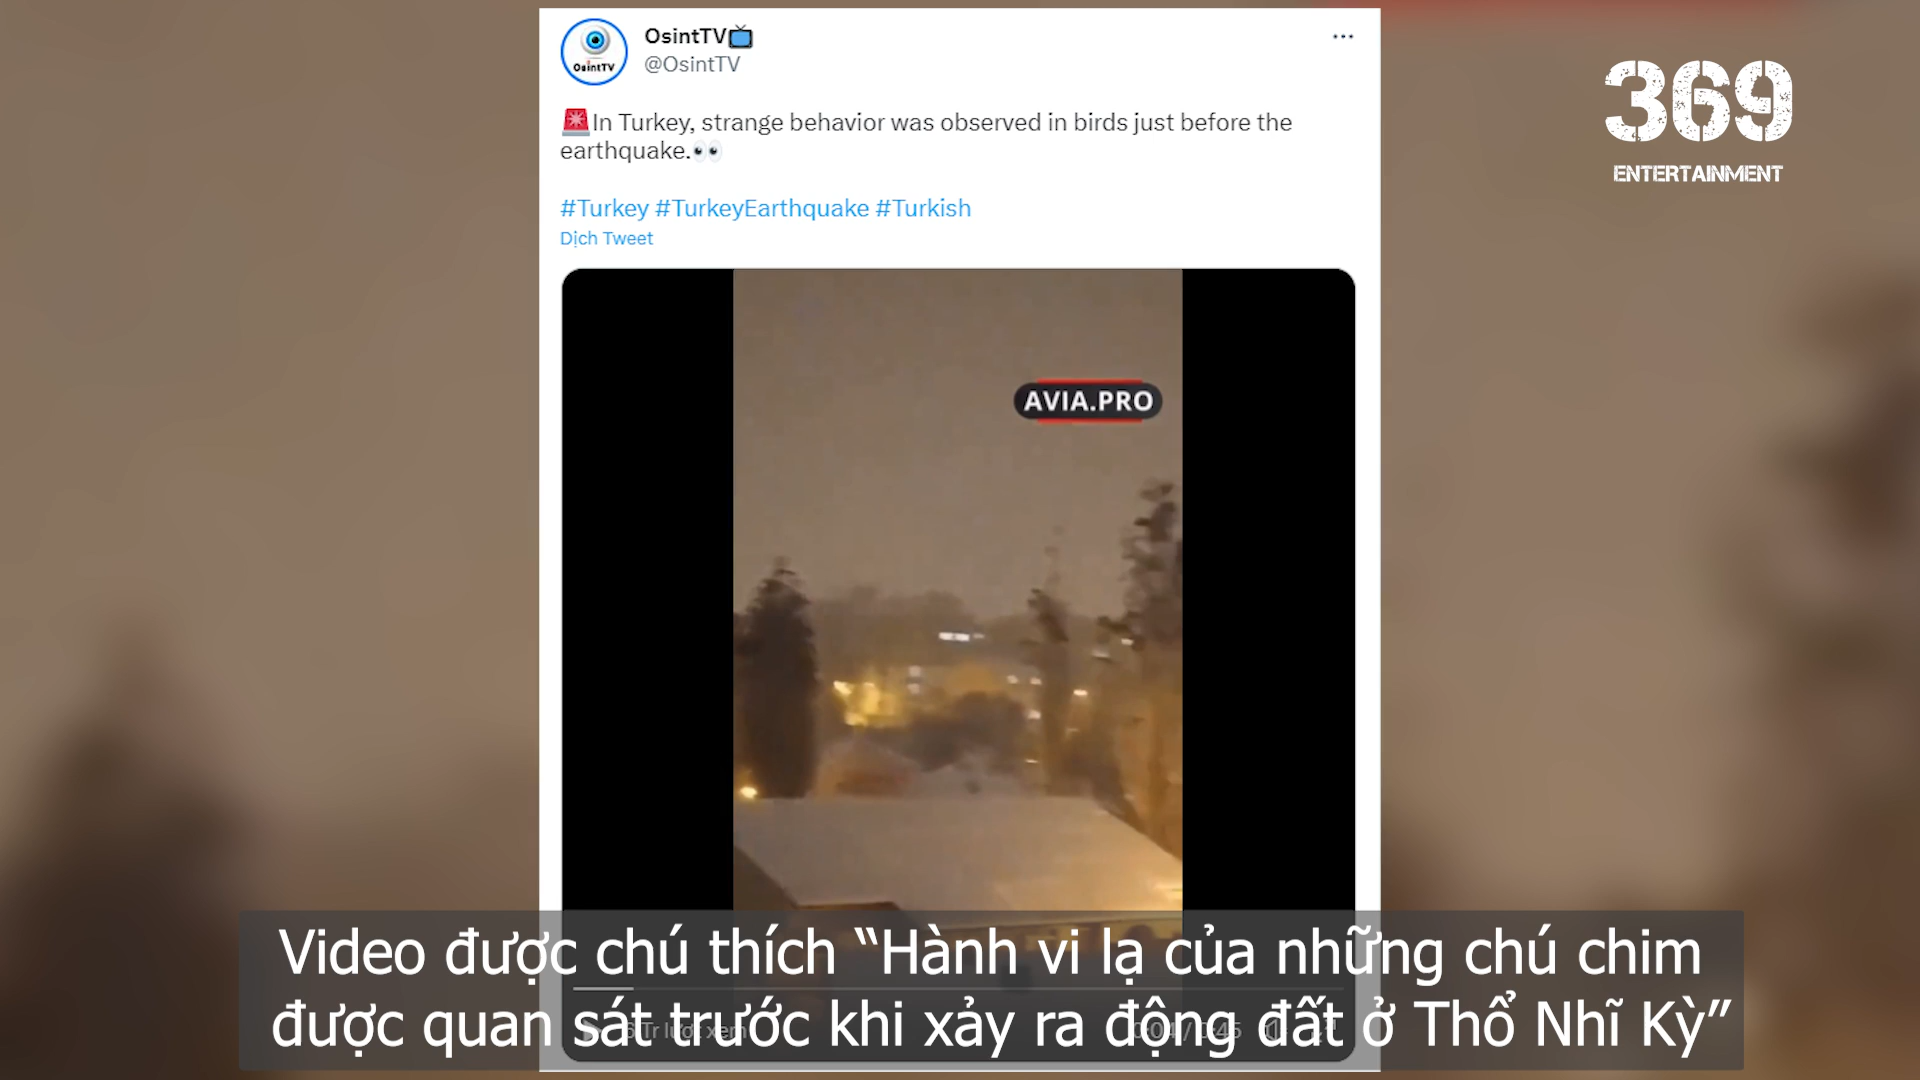 OsintTV
@OsintTV
OsintTV
369
ENTERTAINMENT
In Turkey, strange behavior was observed in birds just before the
earthquake.
#Turkey #TurkeyEarthquake #Turkish
Dịch Tweet
AVIA.PRO
Video được chú thích “Hành vi lạ của những chú chim
được quan sát trước khi xảy ra động đất ở Thổ Nhĩ Kỳ”